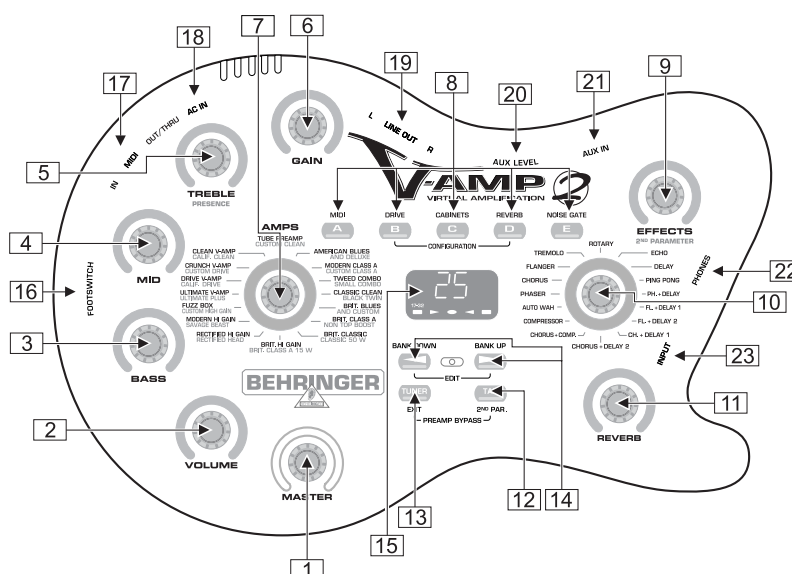 18
7
6
19
8
20
21
9
17
AC IN
OUT/THRU
MIDI
IN
5
TREBLE
PRESENCE
GAIN
L LINE OUT R
AUX LEVEL
AUX IN
V-AMP 2
VIRTUAL AMPLIFICATION
MIDI DRIVE CABINETS REVERB NOISE GATE
A B C D E
CONFIGURATION
EFFECTS
2ND PARAMETER
4
MID
16
FOOTSWITCH
3
BASS
2
VOLUME
AMPS
TUBE PREAMP
CUSTOM CLEAN
CLEAN V-AMP
CALIF. CLEAN
CRUNCH V-AMP
CUSTOM DRIVE
DRIVE V-AMP
CALIF. DRIVE
ULTIMATE V-AMP
ULTIMATE PLUS
FUZZ BOX
CUSTOM HIGH GAIN
MODERN HI GAIN
SAVAGE BEAST
RECTIFIED HI GAIN
RECTIFIED HEAD
BRIT. HI GAIN
BRIT. CLASS A 15 W
AMERICAN BLUES
AND DELUXE
MODERN CLASS A
CUSTOM CLASS A
TWEED COMBO
SMALL COMBO
CLASSIC CLEAN
BLACK TWIN
BRIT. BLUES
AND CUSTOM
BRIT. CLASS A
NON TOP BOOST
BRIT. CLASSIC
CLASSIC 50 W
25
BANK DOWN BANK UP
EDIT
TUNER TAP
EXIT 2ND PAR.
PREAMP BYPASS
ROTARY
TREMOLO
FLANGER
CHORUS
PHASER
AUTO WAH
COMPRESSOR
CHORUS+COMP.
CHORUS + DELAY 2
ECHO
DELAY
PING PONG
PH.+DELAY
FL.+DELAY 1
FL.+DELAY 2
CH.+DELAY 1
PHONES
22
10
INPUT
23
11
REVERB
BEHRINGER
MASTER
1
15
13
12
14